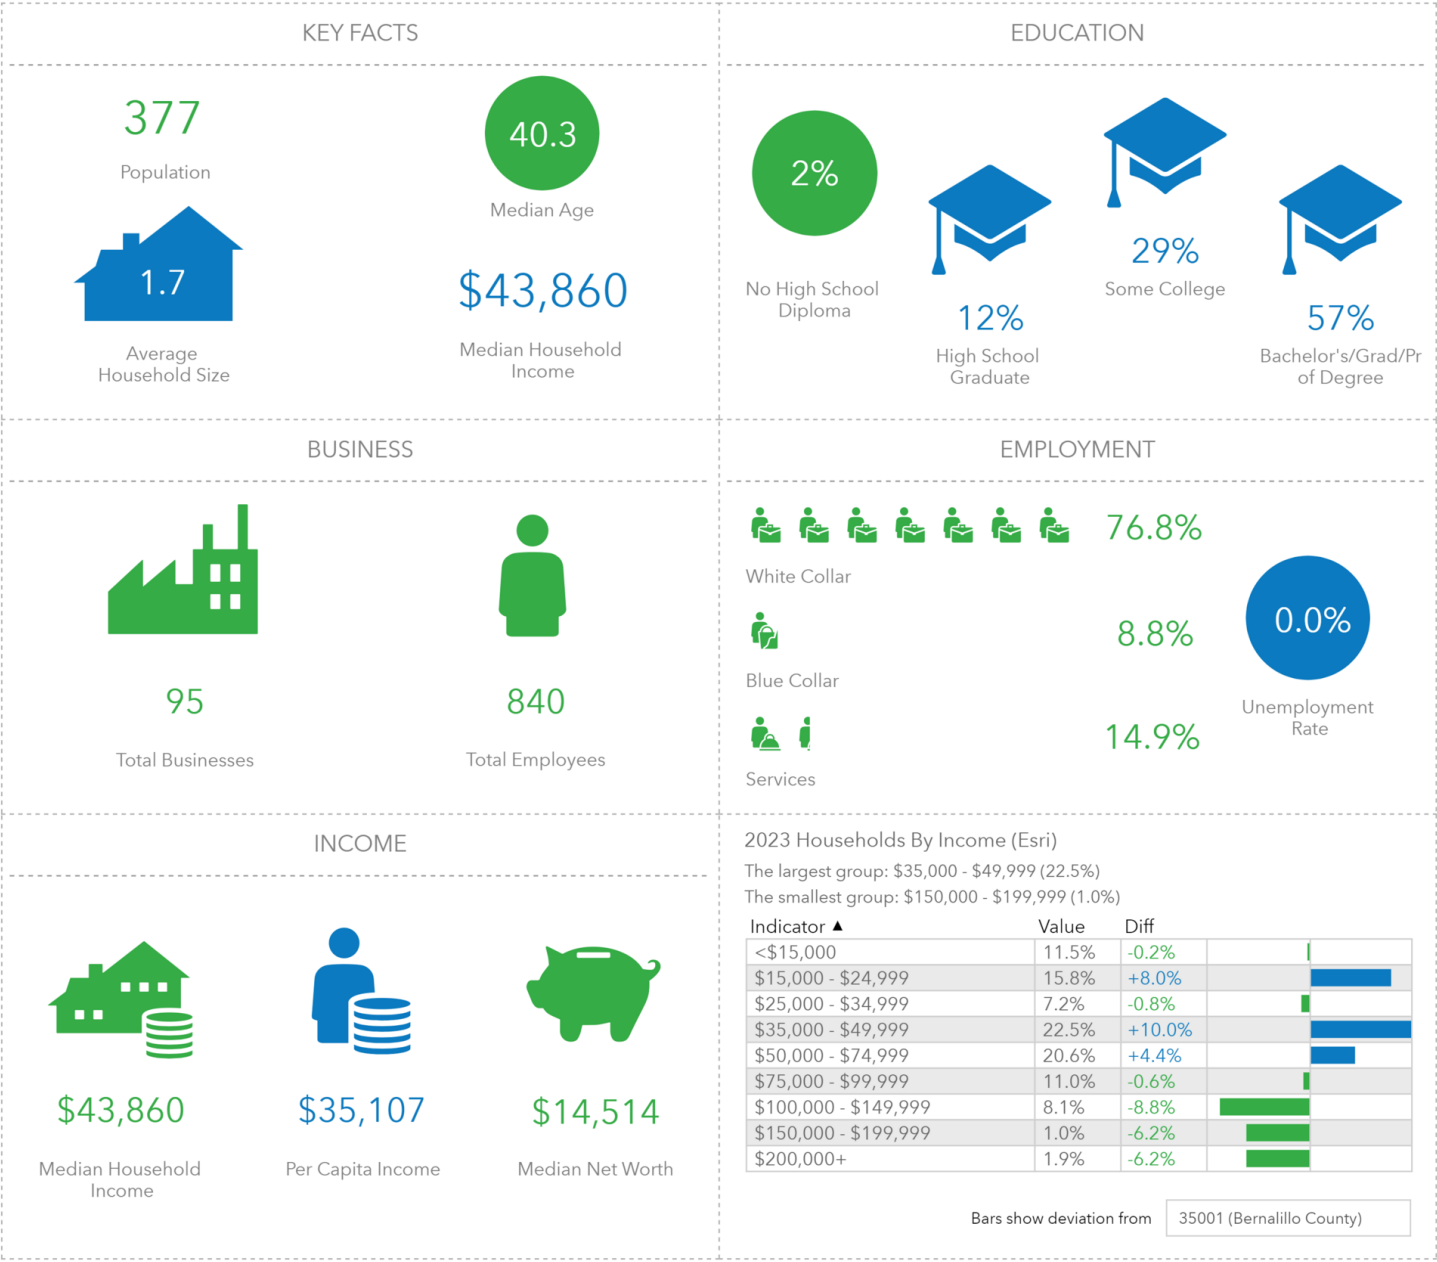 KEY FACTS
377
Population
40.3
Median Age
1.7
Average
Household Size
$43,860
Median Household
Income
EDUCATION
2%
No High School
Diploma
12%
High School
Graduate
29%
Some College
57%
Bachelor's/Grad/Pr
of Degree
BUSINESS
95
Total Businesses
840
Total Employees
EMPLOYMENT
76.8%
White Collar
8.8%
Blue Collar
14.9%
Services
0.0%
Unemployment
Rate
INCOME
$43,860
Median Household
Income
$35,107
Per Capita Income
$14,514
Median Net Worth
2023 Households By Income (Esri)
The largest group: $35,000 - $49,999 (22.5%)
The smallest group: $150,000 - $199,999 (1.0%)
Indicator ▲ Value Diff
<$15,000 11.5% -0.2%
$15,000 - $24,999 15.8% +8.0%
$25,000 - $34,999 7.2% -0.8%
$35,000 - $49,999 22.5% +10.0%
$50,000 - $74,999 20.6% +4.4%
$75,000 - $99,999 11.0% -0.6%
$100,000 - $149,999 8.1% -8.8%
$150,000 - $199,999 1.0% -6.2%
$200,000+ 1.9% -6.2%
Bars show deviation from 35001 (Bernalillo County)